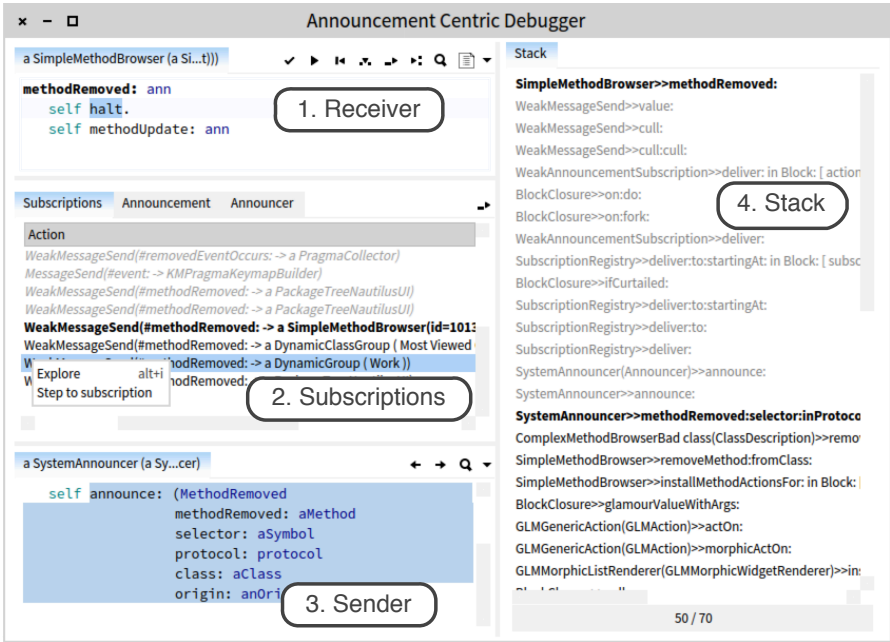 Announcement Centric Debugger
a SimpleMethodBrowser (a Si...t)))
methodRemoved: ann
self halt.
self methodUpdate: ann
1. Receiver
Subscriptions Announcement Announcer
Action
WeakMessageSend(#removedEventOccurs: -> a PragmaCollector)
MessageSend(#event: -> KMPragmaKeymapBuilder)
WeakMessageSend(#methodRemoved: -> a PackageTreeNautilusUI)
WeakMessageSend(#methodRemoved: -> a PackageTreeNautilusUI)
WeakMessageSend(#methodRemoved: -> a SimpleMethodBrowser(id=1013
WeakMessageSend(#methodRemoved: -> a DynamicClassGroup ( Most Viewed
hodRemoved: -> a DynamicGroup ( Work ))
hodRemoved:
Explore alt+i
Step to subscription
2. Subscriptions
a SystemAnnouncer (a Sy...cer)
self announce: (MethodRemoved
methodRemoved: aMethod
selector: aSymbol
protocol: protocol
class: aClass
origin: anOri
3. Sender
Stack
SimpleMethodBrowser>>methodRemoved:
WeakMessageSend>>value:
WeakMessageSend>>cull:
WeakMessageSend>>cull:cull:
WeakAnnouncementSubscription>>deliver: in Block: [ action
BlockClosure>>on:do:
BlockClosure>>on:fork:
WeakAnnouncementSubscription>>deliver:
SubscriptionRegistry>>deliver:to:startingAt: in Block: [ subsc
BlockClosure>>ifCurtailed:
SubscriptionRegistry>>deliver:to:startingAt:
SubscriptionRegistry>>deliver:to:
SubscriptionRegistry>>deliver:
SystemAnnouncer(Announcer)>>announce:
SystemAnnouncer>>announce:
SystemAnnouncer>>methodRemoved:selector:inProtoco
ComplexMethodBrowserBad class(ClassDescription)>>remov
SimpleMethodBrowser>>removeMethod:fromClass:
SimpleMethodBrowser>>installMethodActionsFor: in Block: [
BlockClosure>>glamourValueWithArgs:
GLMGenericAction(GLMAction)>>actOn:
GLMGenericAction(GLMAction)>>morphicActOn:
GLMMorphicListRenderer(GLMMorphicWidgetRenderer)>>ins
4. Stack
50 / 70